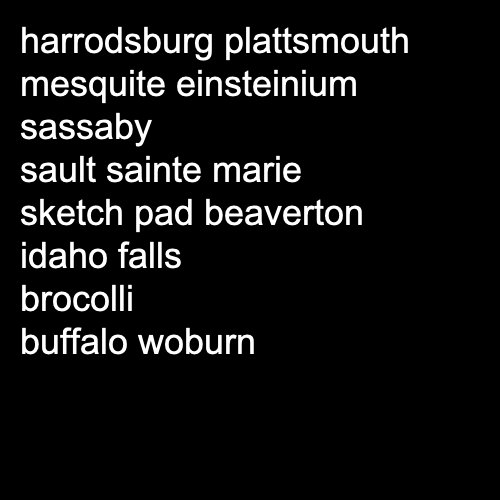 harrodsburg plattsmouth
mesquite einsteinium
sassaby
sault sainte marie
sketch pad beaverton
idaho falls
brocolli
buffalo woburn